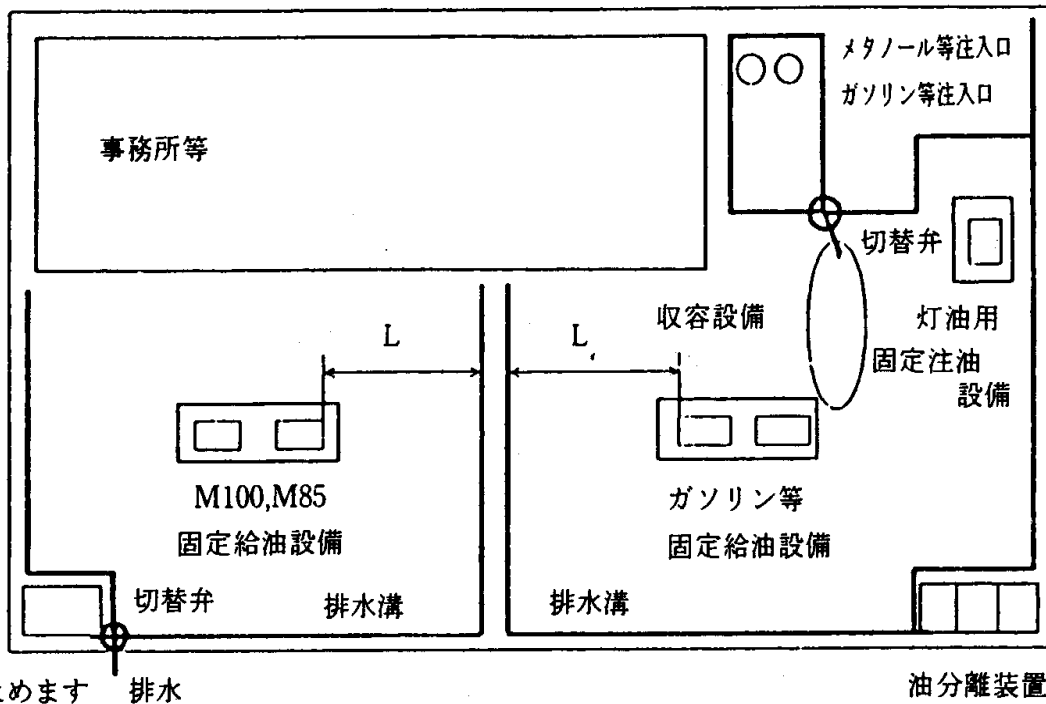 メタノール等注入口
ガソリン等注入口
事務所等
切替弁
収容設備
灯油用
固定注油
設備
L
L
M100,M85
固定給油設備
ガソリン等
固定給油設備
切替弁
排水溝
排水溝
めます
排水
油分離装置